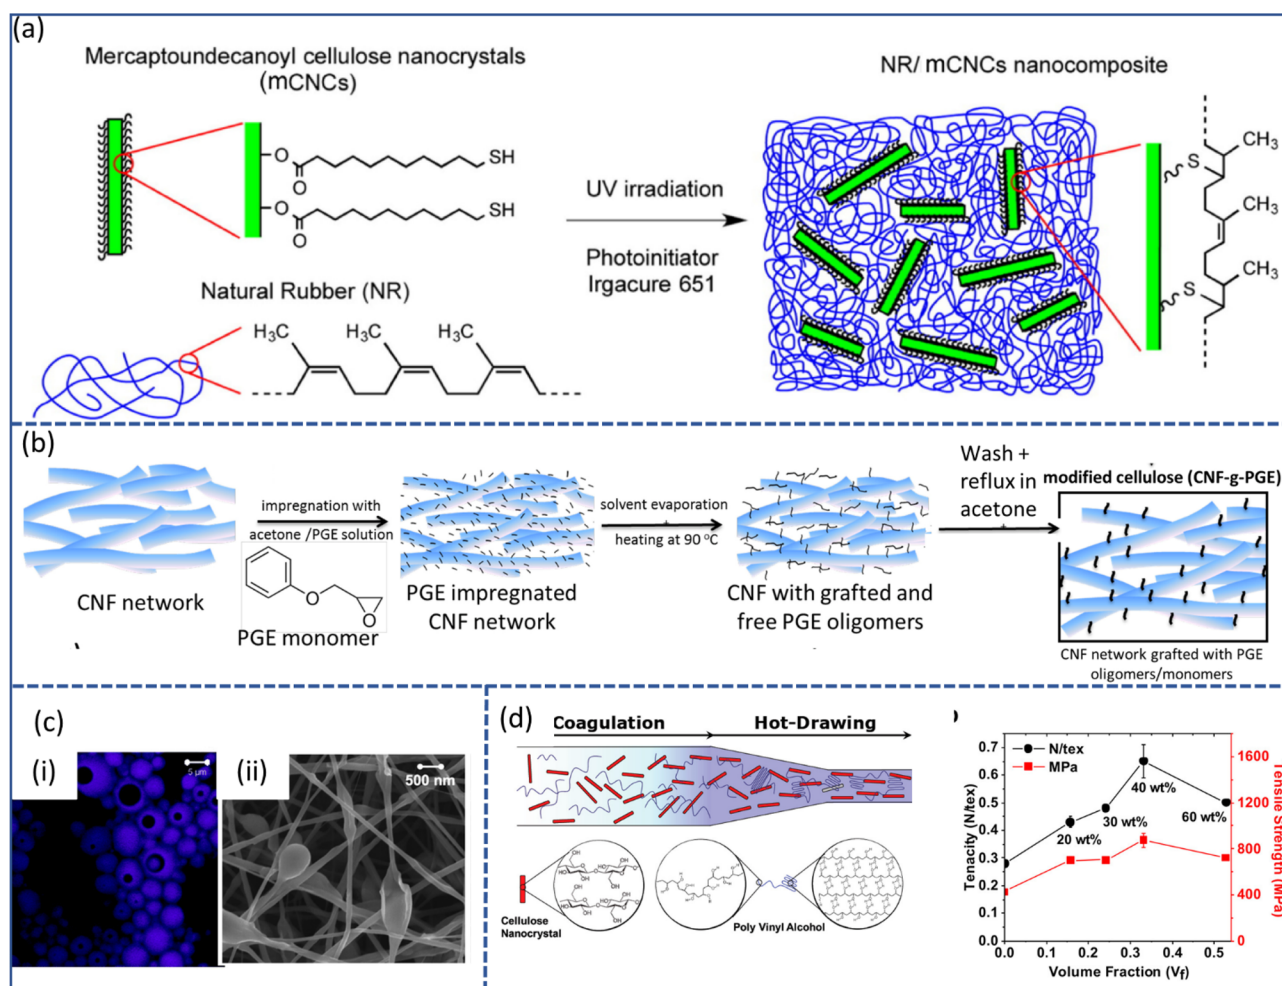 (a)
Mercaptoundecanoyl cellulose nanocrystals
(mCNCs)
O
O
SH
O
O
SH
Natural Rubber (NR)
H₃C
H₃C
H₃C
UV irradiation
Photoinitiator
Irgacure 651
NR/ mCNCs nanocomposite
CH₃
S
CH₃
S
CH₃
(b)
CNF network
impregnation with
acetone /PGE solution
O
O
PGE monomer
PGE impregnated
CNF network
solvent evaporation
heating at 90 °C
CNF with grafted and
free PGE oligomers
Wash +
reflux in
acetone
modified cellulose (CNF-g-PGE)
CNF network grafted with PGE
oligomers/monomers
(c)
(i)
5 μm
(ii)
500 nm
(d)
Coagulation
Hot-Drawing
Cellulose
Nanocrystal
Poly Vinyl Alcohol
N/tex
MPa
Tenacity (N/tex)
0.7
0.6
0.5
0.4
0.3
0.2
0.1
0.0
20 wt%
30 wt%
40 wt%
60 wt%
1600
1200
800
400
0
Tensile Strength (MPa)
0.0
0.1
0.2
0.3
0.4
0.5
Volume Fraction (Vf)